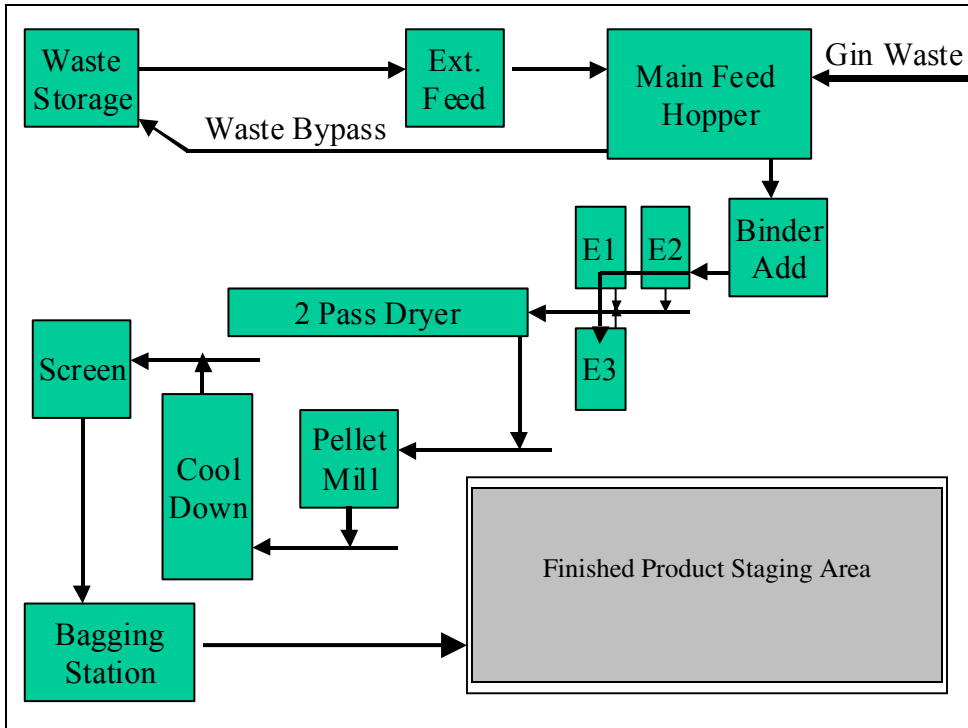 Waste
Storage
Ext.
Feed
Main Feed
Hopper
Gin Waste
Waste Bypass
E1
E2
Binder
Add
2 Pass Dryer
Screen
E3
Pellet
Mill
Cool
Down
Finished Product Staging Area
Bagging
Station